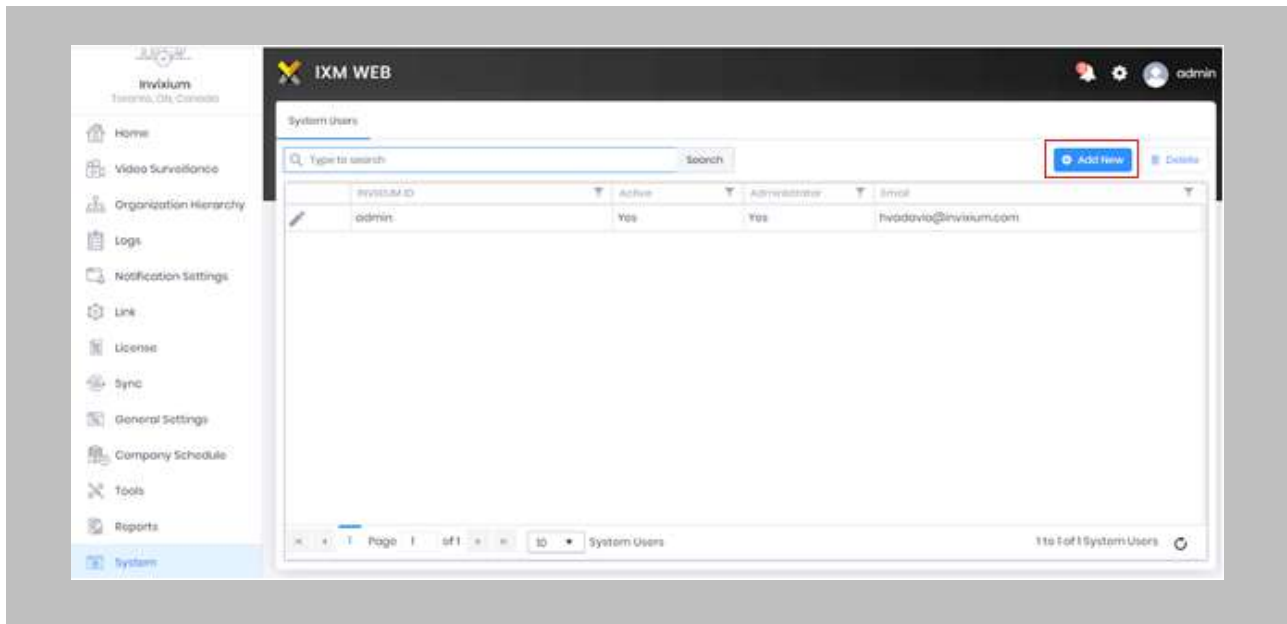 Invixium
Toronto, ON, Canada
Home
Video Surveillance
Organization Hierarchy
Logs
Notification Settings
Link
License
Sync
General Settings
Company Schedule
Tools
Reports
System
IXM WEB
admin
System Users
Type to search
Search
Add New
Delete
INVIXIUM ID Active Administrator Email
admin Yes Yes hvadavia@invixium.com
1 Page 1 of 1 10 System Users
1 to 1 of 1 System Users